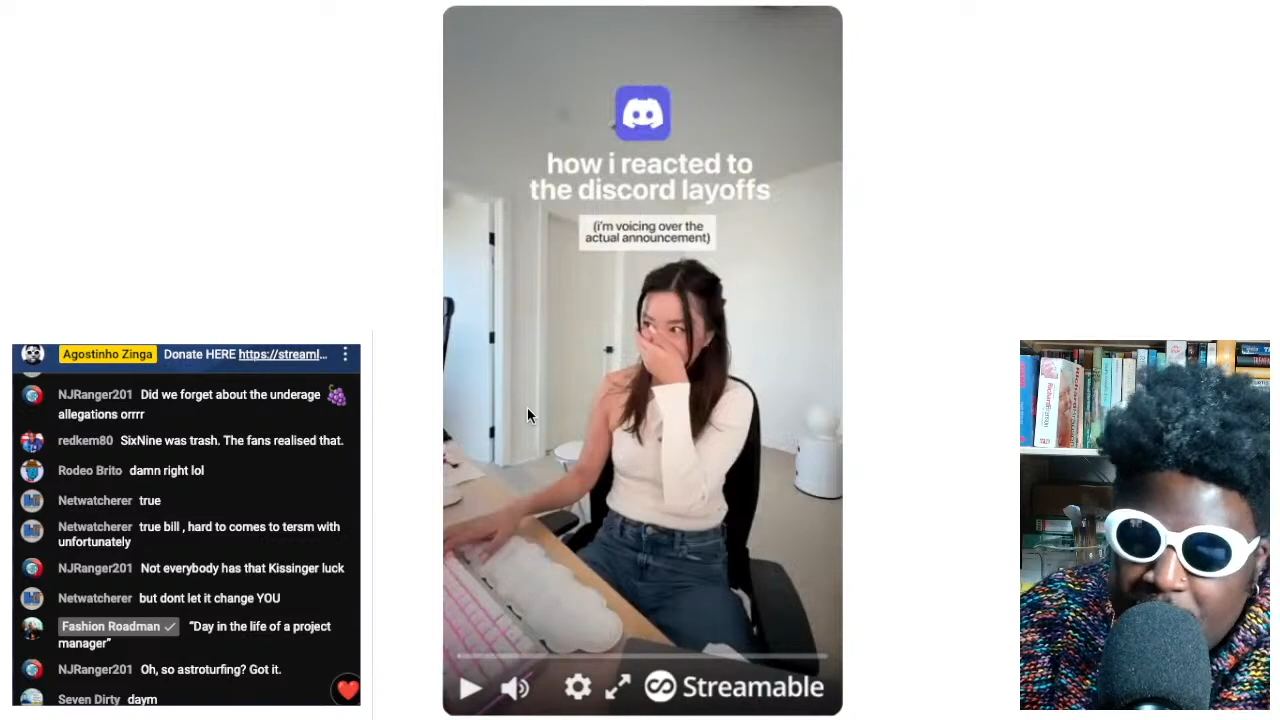 how i reacted to
the discord layoffs
(i'm voicing over the
actual announcement)
Streamable
Agostinho Zinga Donate HERE https://streaml...
NJRanger201 Did we forget about the underage
allegations orrrr
redkem80 SixNine was trash. The fans realised that.
Rodeo Brito damn right lol
Netwatcherer true
Netwatcherer true bill , hard to comes to tersm with
unfortunately
NJRanger201 Not everybody has that Kissinger luck
Netwatcherer but dont let it change YOU
Fashion Roadman “Day in the life of a project
manager”
NJRanger201 Oh, so astroturfing? Got it.
Seven Dirty daym